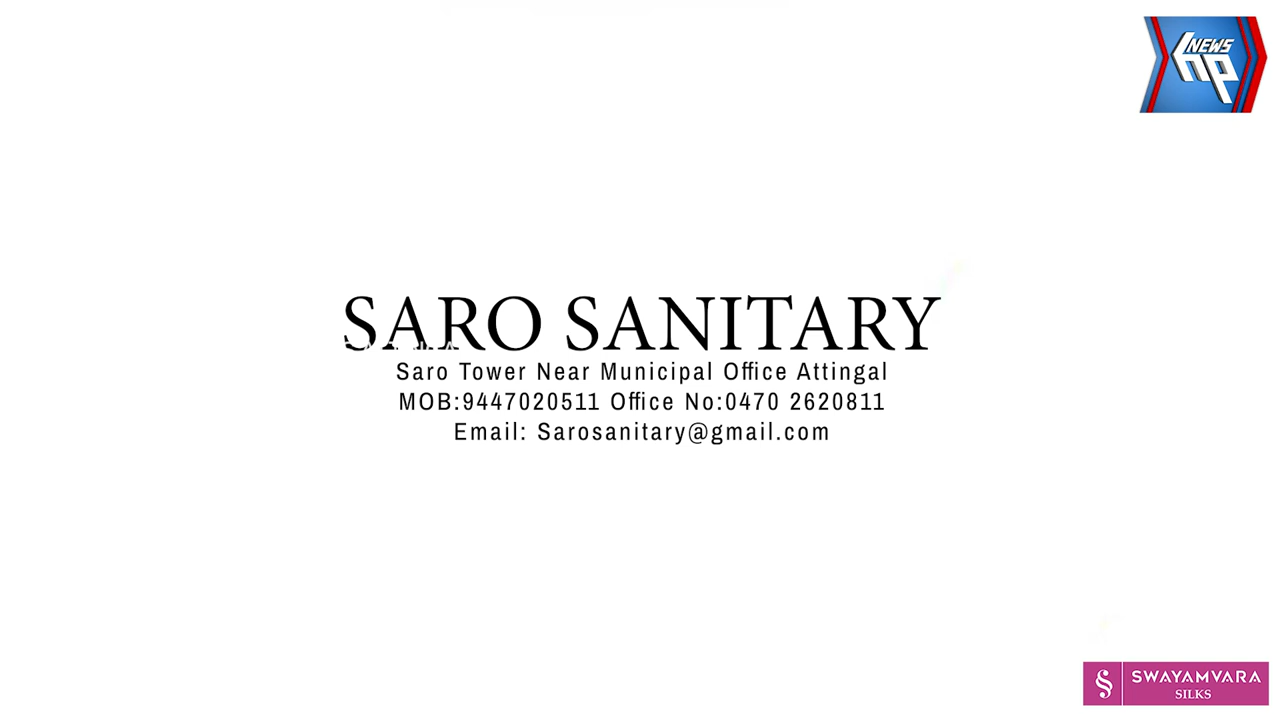 NEWS
np
SARO SANITARY
Saro Tower Near Municipal Office Attingal
MOB:9447020511 Office No:0470 2620811
Email: Sarosanitary@gmail.com
SWAYAMVARA
SILKS